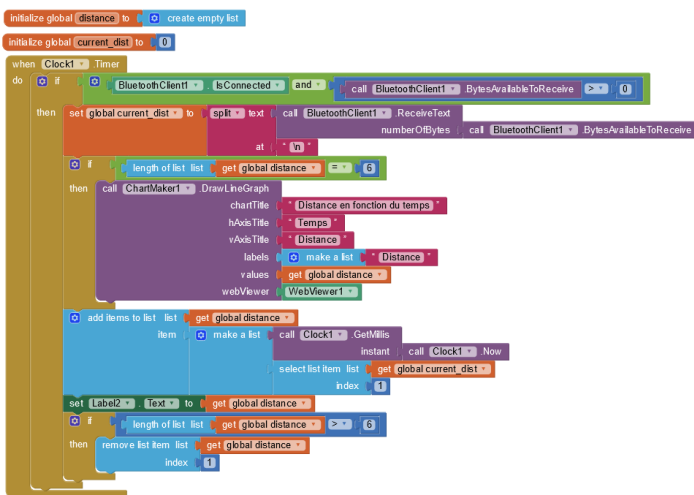 initialize global distance to create empty list
initialize global current_dist to 0
when Clock1 .Timer
do if BluetoothClient1 . IsConnected and call BluetoothClient1 .BytesAvailableToReceive > 0
then set global current_dist to split text call BluetoothClient1 .ReceiveText
numberOfBytes call BluetoothClient1 .BytesAvailableToReceive
at " \n "
if length of list list get global distance = 6
then call ChartMaker1 .DrawLineGraph
chartTitle " Distance en fonction du temps "
hAxisTitle " Temps "
vAxisTitle " Distance "
labels make a list " Distance "
values get global distance
webViewer WebViewer1
add items to list list get global distance
item make a list call Clock1 .GetMillis
instant call Clock1 .Now
select list item list get global current_dist
index 1
set Label2 . Text to get global distance
if length of list list get global distance > 6
then remove list item list get global distance
index 1